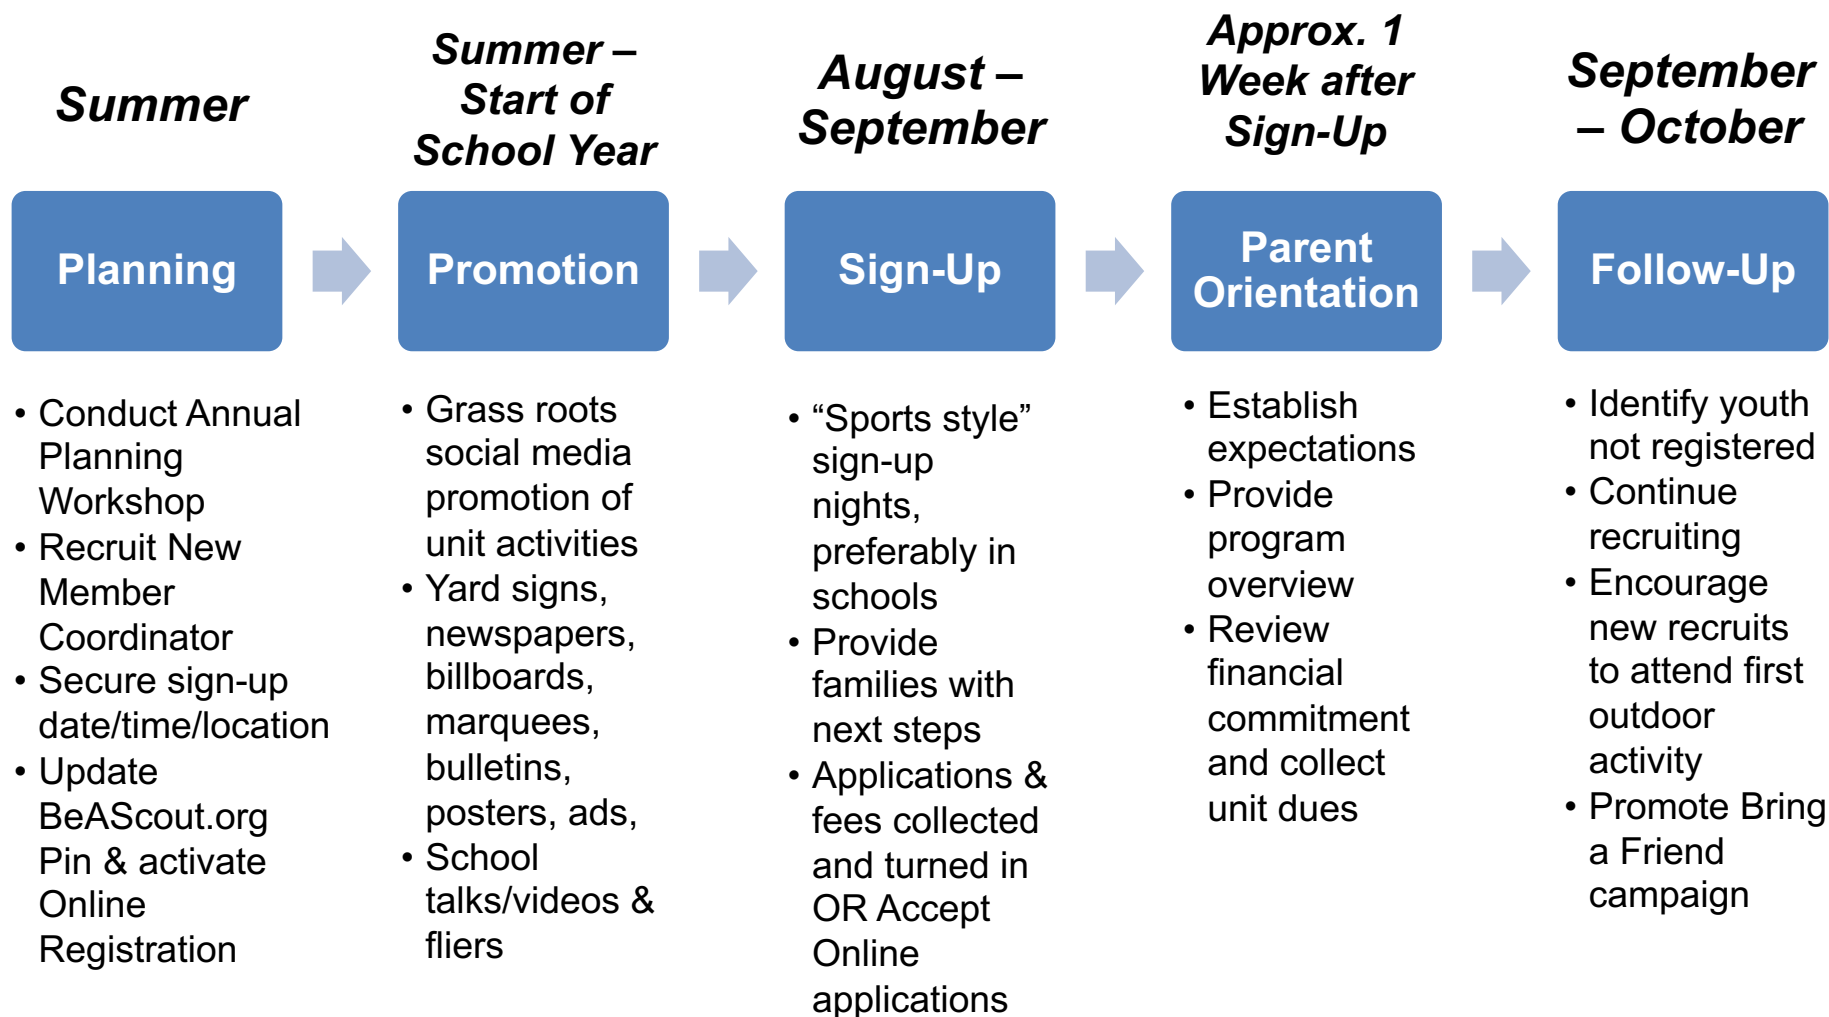 Summer
Summer –
Start of
School Year
August –
September
Approx. 1
Week after
Sign-Up
September
– October
Planning
Promotion
Sign-Up
Parent
Orientation
Follow-Up
• Conduct Annual
Planning
Workshop
• Recruit New
Member
Coordinator
• Secure sign-up
date/time/location
• Update
BeAScout.org
Pin & activate
Online
Registration
• Grass roots
social media
promotion of
unit activities
• Yard signs,
newspapers,
billboards,
marquees,
bulletins,
posters, ads,
• School
talks/videos &
fliers
• “Sports style”
sign-up
nights,
preferably in
schools
• Provide
families with
next steps
• Applications &
fees collected
and turned in
OR Accept
Online
applications
• Establish
expectations
• Provide
program
overview
• Review
financial
commitment
and collect
unit dues
• Identify youth
not registered
• Continue
recruiting
• Encourage
new recruits
to attend first
outdoor
activity
• Promote Bring
a Friend
campaign